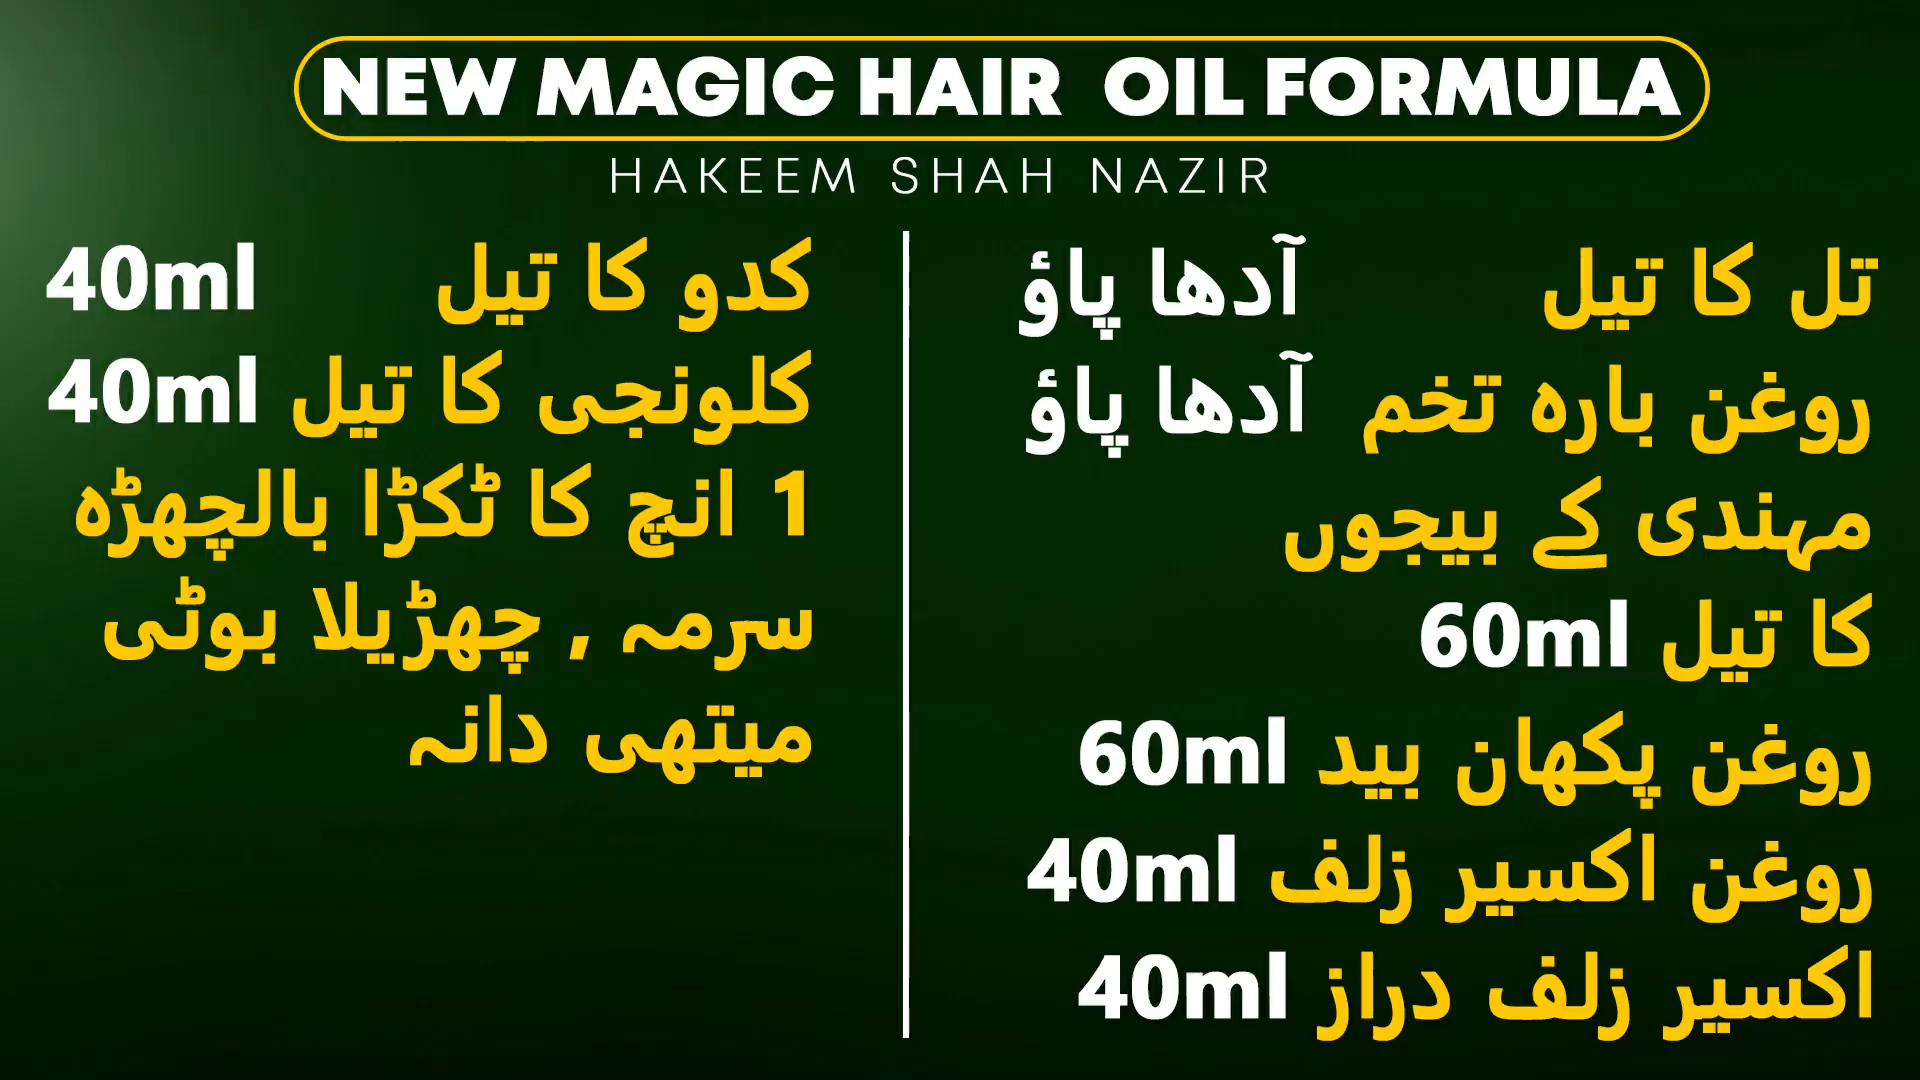 NEW MAGIC HAIR OIL FORMULA
HAKEEM SHAH NAZIR
تل کا تیل آدھا پاؤ
روغن بارہ تخم آدھا پاؤ
مہندی کے بیجوں
کا تیل 60ml
روغن پکھان بید 60ml
روغن اکسیر زلف 40ml
اکسیر زلف دراز 40ml
کدو کا تیل 40ml
کلونجی کا تیل 40ml
1 انچ کا ٹکڑا بالچھڑہ
سرمہ , چھڑیلا بوٹی
میتھی دانہ